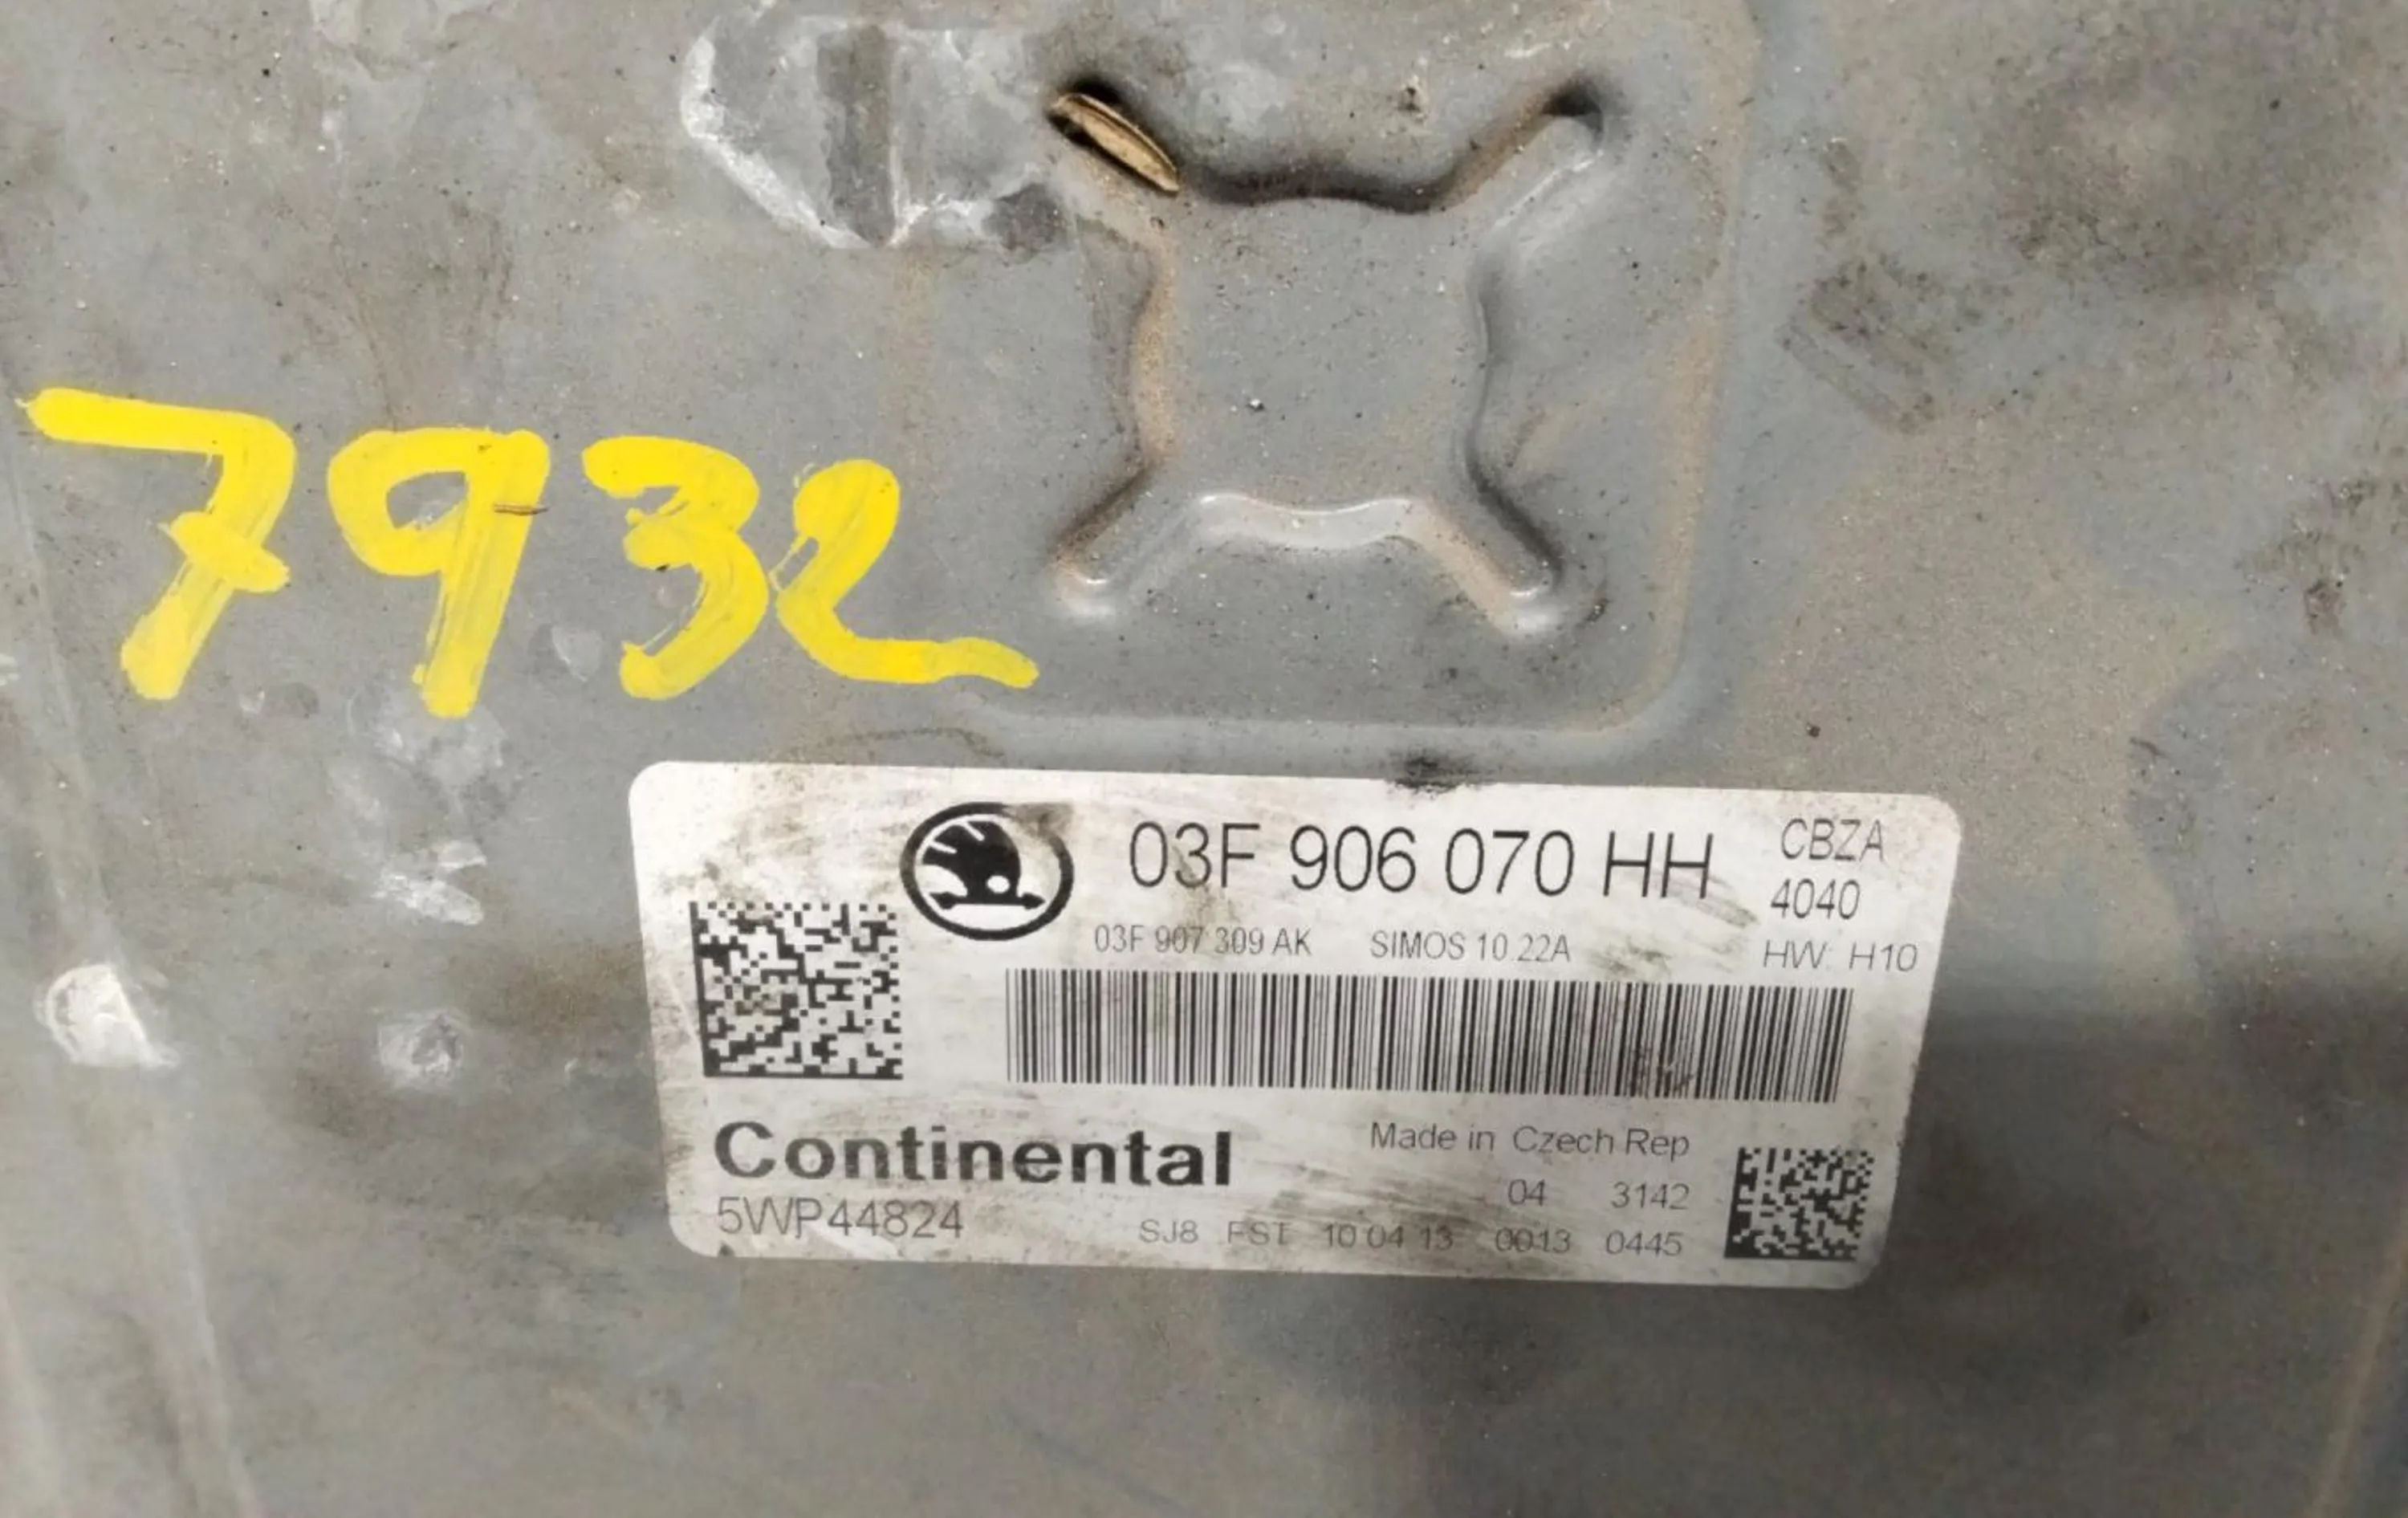 7932
03F 906 070 HH
CBZA
4040
03F 907 309 AK SIMOS 10.22A HW: H10
Continental
Made in Czech Rep
5WP44824
04 3142
SJ8 FST 10 04 13 0013 0445